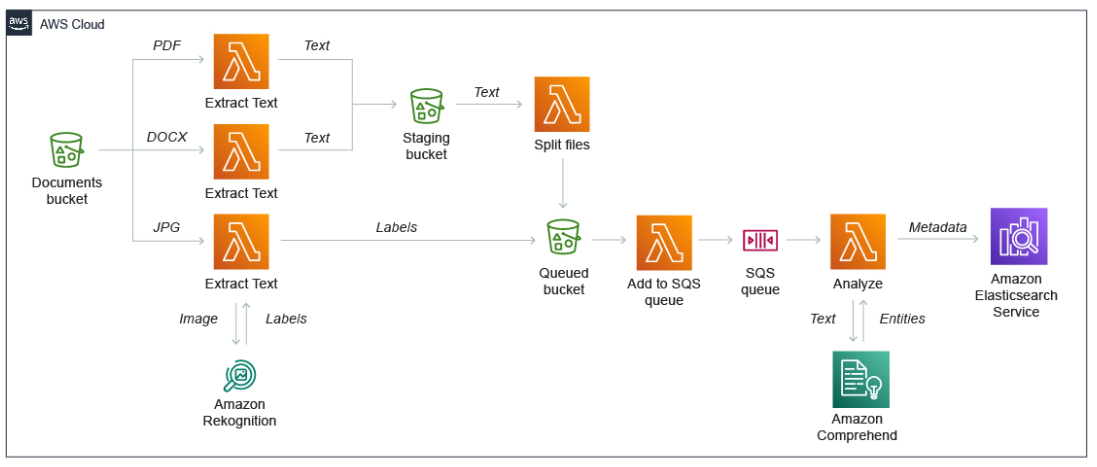 aws
AWS Cloud
PDF
Text
Extract Text
DOCX
Text
Extract Text
JPG
Labels
Extract Text
Documents
bucket
Staging
bucket
Text
Split files
Image
Labels
Amazon
Rekognition
Queued
bucket
Add to SQS
queue
SQS
queue
Analyze
Metadata
Amazon
Elasticsearch
Service
Text
Entities
Amazon
Comprehend